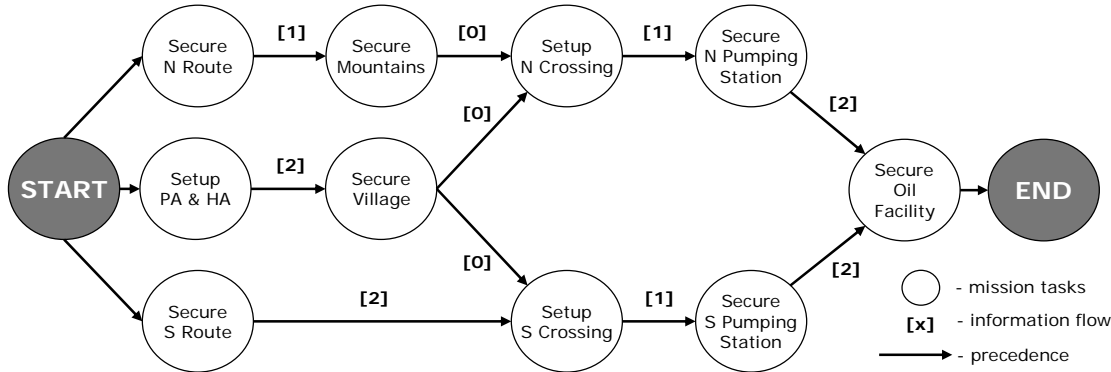 [1]
[0]
[1]
Secure
N Route
Secure
Mountains
Setup
N Crossing
Secure
N Pumping
Station
[0]
[2]
START
Setup
PA & HA
[2]
Secure
Village
Secure
Oil
Facility
END
[0]
[2]
Secure
S Route
[2]
Setup
S Crossing
[1]
Secure
S Pumping
Station
- mission tasks
[x] - information flow
- precedence